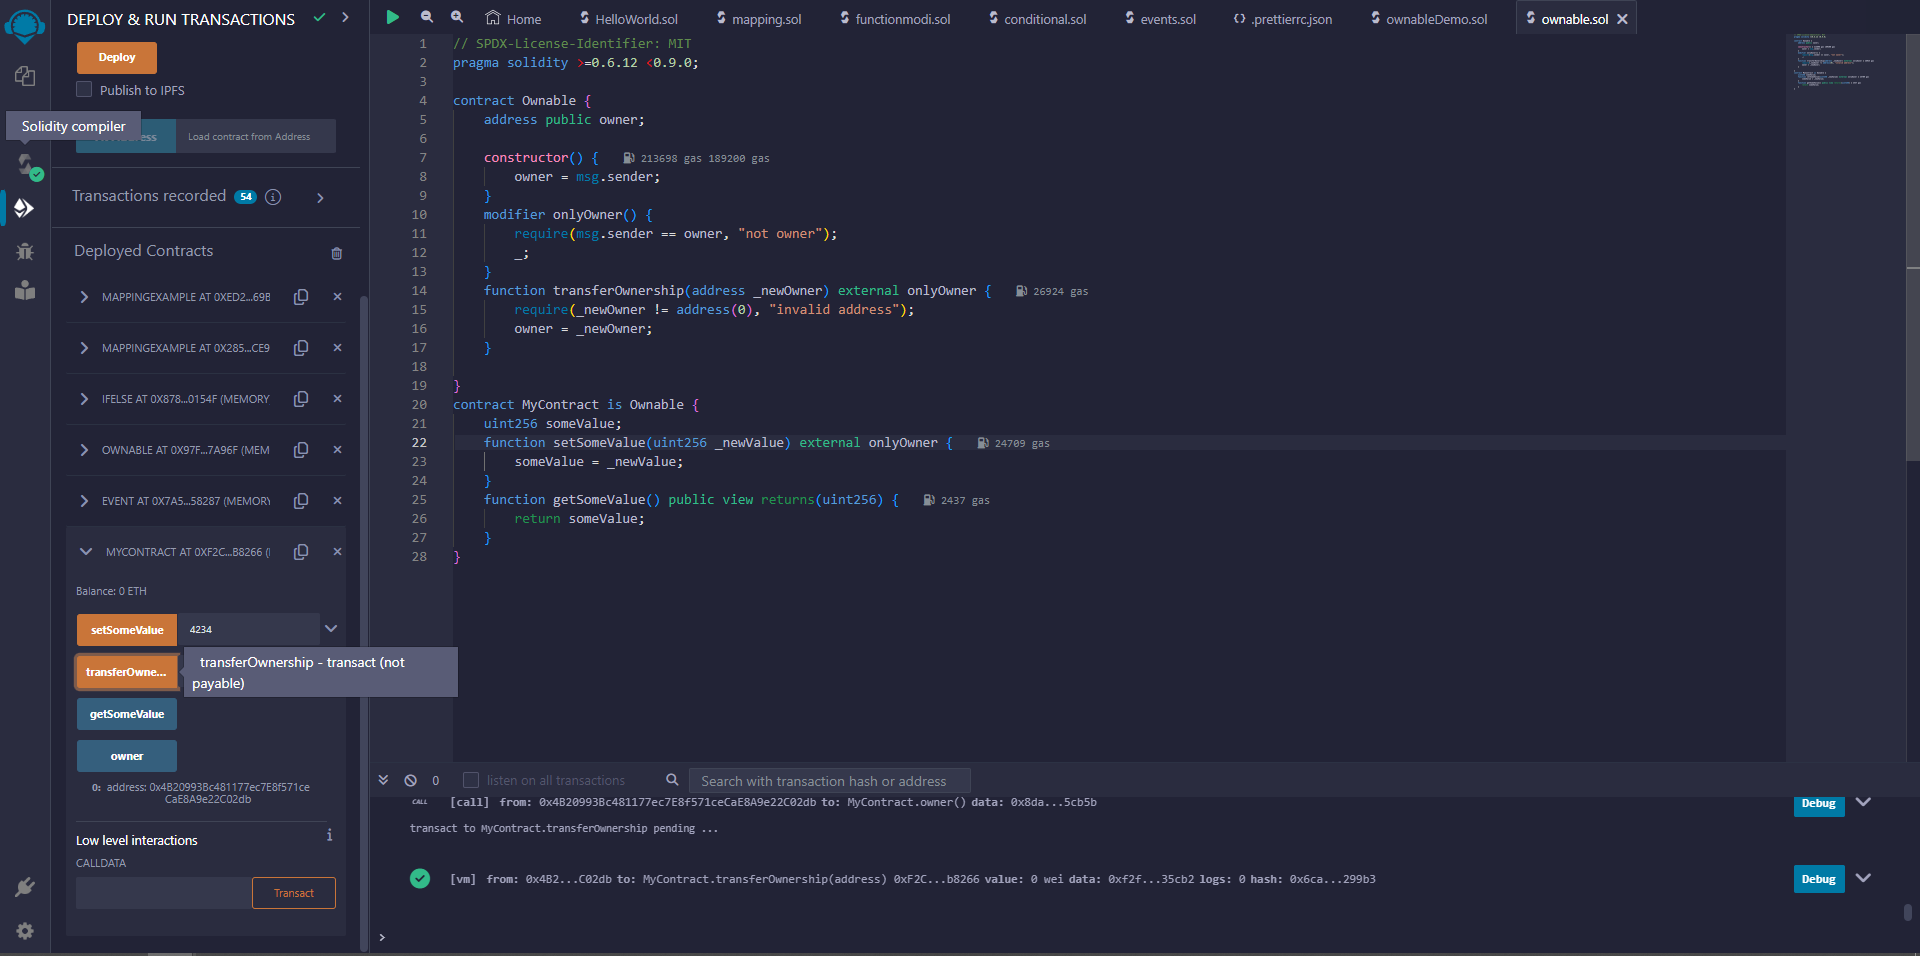 DEPLOY & RUN TRANSACTIONS
Deploy
Publish to IPFS
Solidity compiler
Load contract from Address
Transactions recorded 54
Deployed Contracts
MAPPINGEXAMPLE AT 0XED2...69B
MAPPINGEXAMPLE AT 0X285...CE9
IFELSE AT 0X878...0154F (MEMORY
OWNABLE AT 0X97F...7A96F (MEM
EVENT AT 0X7A5...58287 (MEMORY
MYCONTRACT AT 0XF2C...B8266 (
Balance: 0 ETH
setSomeValue 4234
transferOwne...
transferOwnership - transact (not
payable)
getSomeValue
owner
0: address: 0x4B20993Bc481177ec7E8f571ce
CaE8A9e22C02db
Low level interactions
CALLDATA
Transact
Home HelloWorld.sol mapping.sol functionmodi.sol conditional.sol events.sol {} .prettierrc.json ownableDemo.sol ownable.sol
1 // SPDX-License-Identifier: MIT
2 pragma solidity >=0.6.12 <0.9.0;
3
4 contract Ownable {
5 address public owner;
6
7 constructor() { 213698 gas 189200 gas
8 owner = msg.sender;
9 }
10 modifier onlyOwner() {
11 require(msg.sender == owner, "not owner");
12 _;
13 }
14 function transferOwnership(address _newOwner) external onlyOwner { 26924 gas
15 require(_newOwner != address(0), "invalid address");
16 owner = _newOwner;
17 }
18
19 }
20 contract MyContract is Ownable {
21 uint256 someValue;
22 function setSomeValue(uint256 _newValue) external onlyOwner { 24709 gas
23 someValue = _newValue;
24 }
25 function getSomeValue() public view returns(uint256) { 2437 gas
26 return someValue;
27 }
28 }
0 listen on all transactions Search with transaction hash or address
CALL [call] from: 0x4B20993Bc481177ec7E8f571ceCaE8A9e22C02db to: MyContract.owner() data: 0x8da...5cb5b Debug
transact to MyContract.transferOwnership pending ...
[vm] from: 0x4B2...C02db to: MyContract.transferOwnership(address) 0xF2C...b8266 value: 0 wei data: 0xf2f...35cb2 logs: 0 hash: 0x6ca...299b3 Debug
>